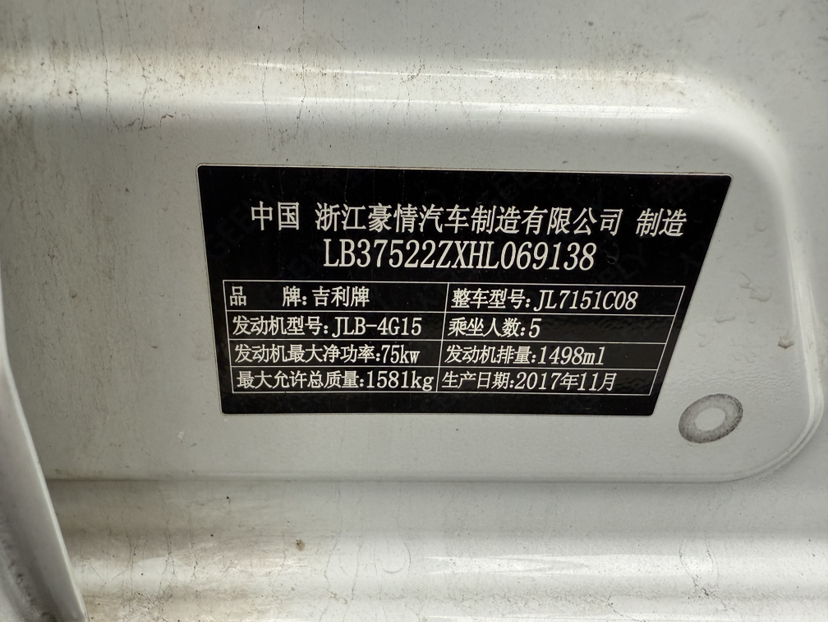 中国 浙江豪情汽车制造有限公司 制造
LB37522ZXHL069138
品 牌:吉利牌 整车型号:JL7151C08
发动机型号:JLB-4G15 乘坐人数:5
发动机最大净功率:75kw 发动机排量:1498ml
最大允许总质量:1581kg 生产日期:2017年11月